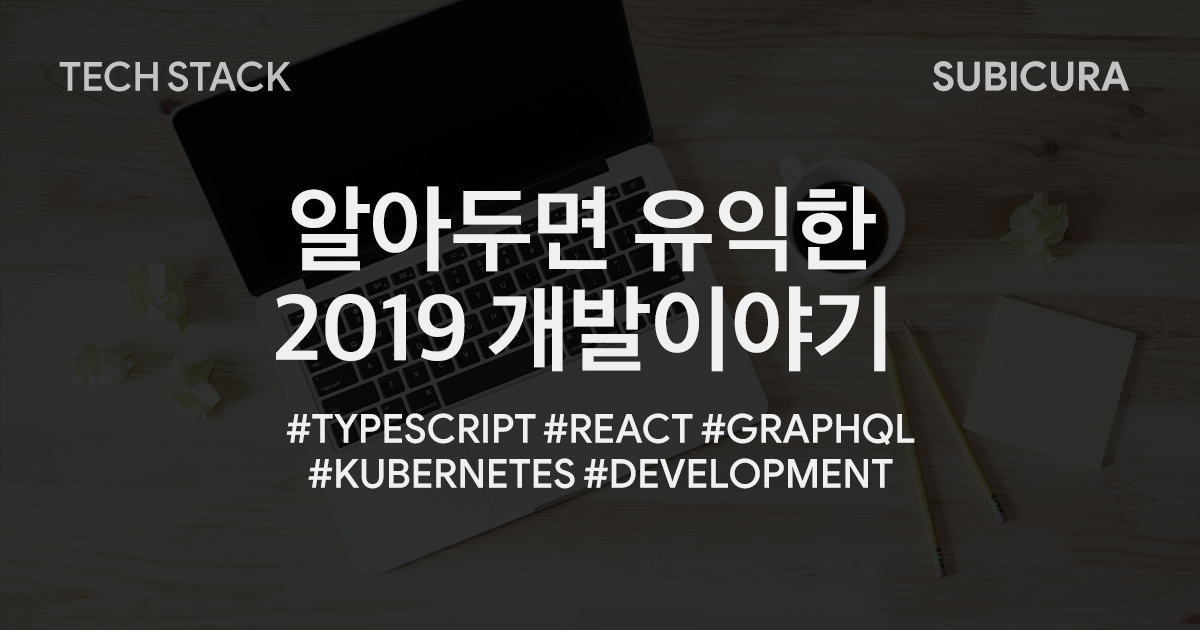 TECH STACK
SUBICURA
알아두면 유익한
2019 개발이야기
#TYPESCRIPT #REACT #GRAPHQL
#KUBERNETES #DEVELOPMENT